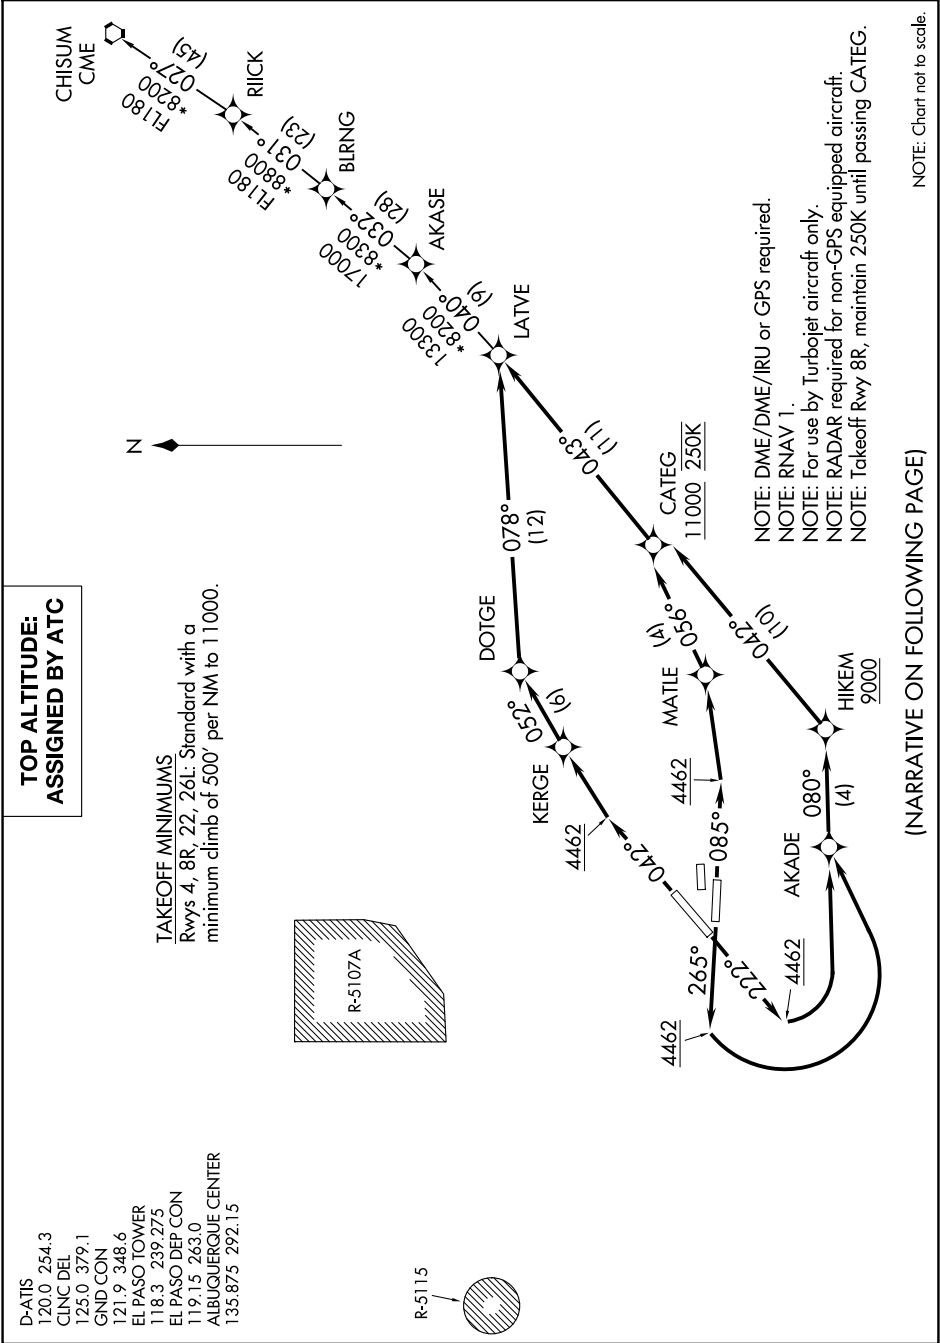 TOP ALTITUDE:
ASSIGNED BY ATC
D-ATIS
120.0 254.3
CLNC DEL
125.0 379.1
GND CON
121.9 348.6
EL PASO TOWER
118.3 239.275
EL PASO DEP CON
119.15 263.0
ALBUQUERQUE CENTER
135.875 292.15
TAKEOFF MINIMUMS
Rwys 4, 8R, 22, 26L: Standard with a
minimum climb of 500' per NM to 11000.
N
CHISUM
CME
FL180
*8200
027°
(45)
RIICK
FL180
*8800
031°
(23)
BLRNG
17000
*8300
032°
(28)
AKASE
13300
*8200
040°
(9)
LATVE
R-5107A
R-5115
DOTGE
078°
(12)
052°
(6)
KERGE
4462
042°
043°
(11)
CATEG
11000 250K
(4)
056°
MATLE
4462
085°
265°
4462
222°
4462
042°
(10)
HIKEM
9000
080°
(4)
AKADE
NOTE: DME/DME/IRU or GPS required.
NOTE: RNAV 1.
NOTE: For use by Turbojet aircraft only.
NOTE: RADAR required for non-GPS equipped aircraft.
NOTE: Takeoff Rwy 8R, maintain 250K until passing CATEG.
(NARRATIVE ON FOLLOWING PAGE)
NOTE: Chart not to scale.